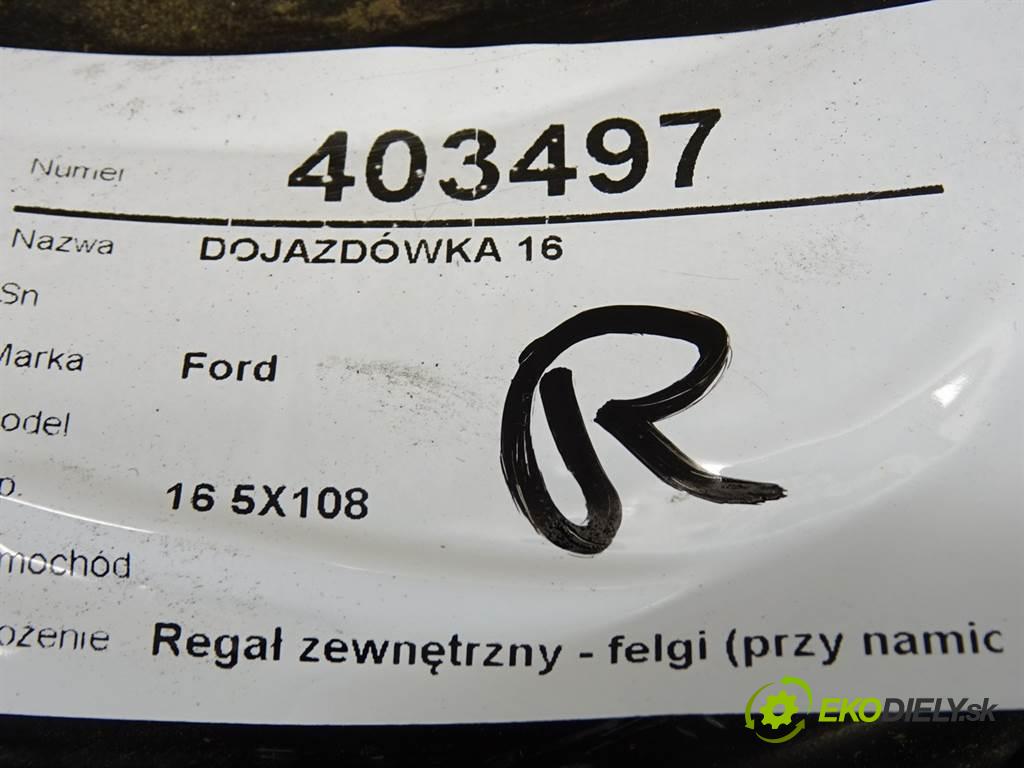 Numer 403497
Nazwa DOJAZDÓWKA 16
Sn
Marka Ford
odel
p. 16 5X108
mochód
ożenie Regał zewnętrzny - felgi (przy namic
R
EKODIELY.sk